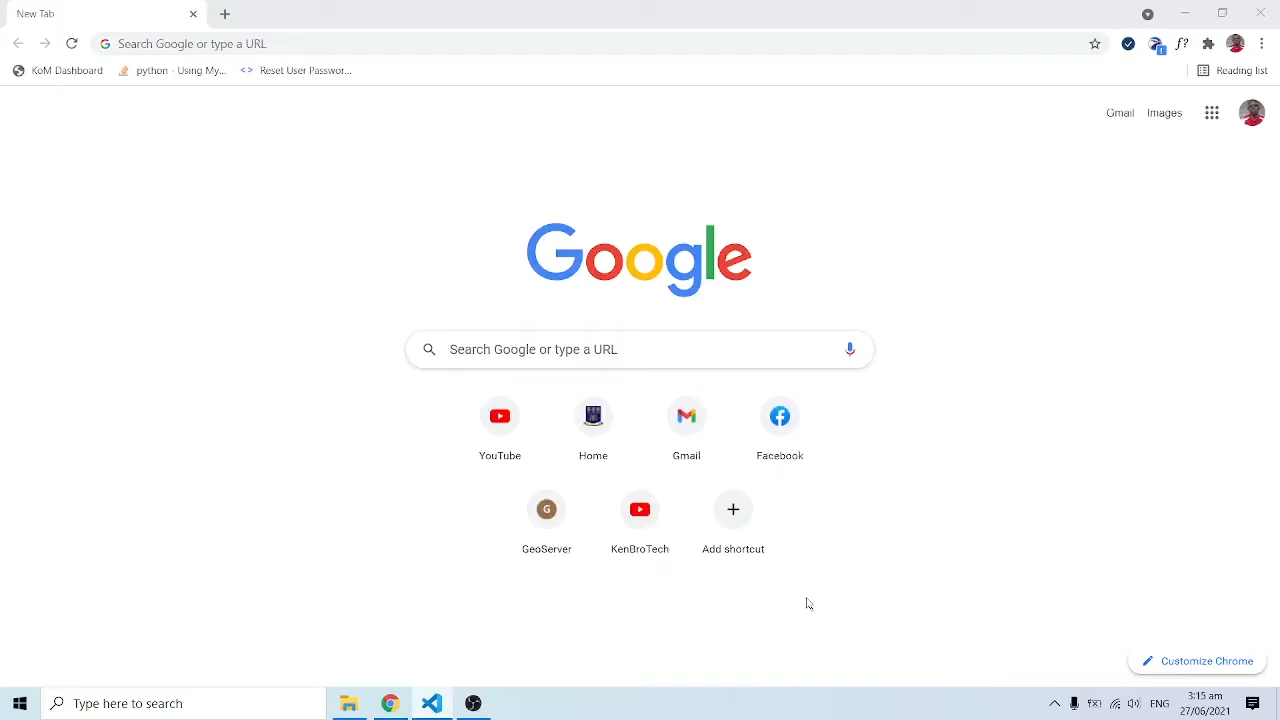 New Tab
Search Google or type a URL
1
f?
KoM Dashboard
python - Using My...
<> Reset User Passwor...
Reading list
Gmail
Images
Google
Search Google or type a URL
YouTube
Home
Gmail
Facebook
G
GeoServer
KenBroTech
Add shortcut
Customize Chrome
Type here to search
ENG
3:15 am
27/06/2021